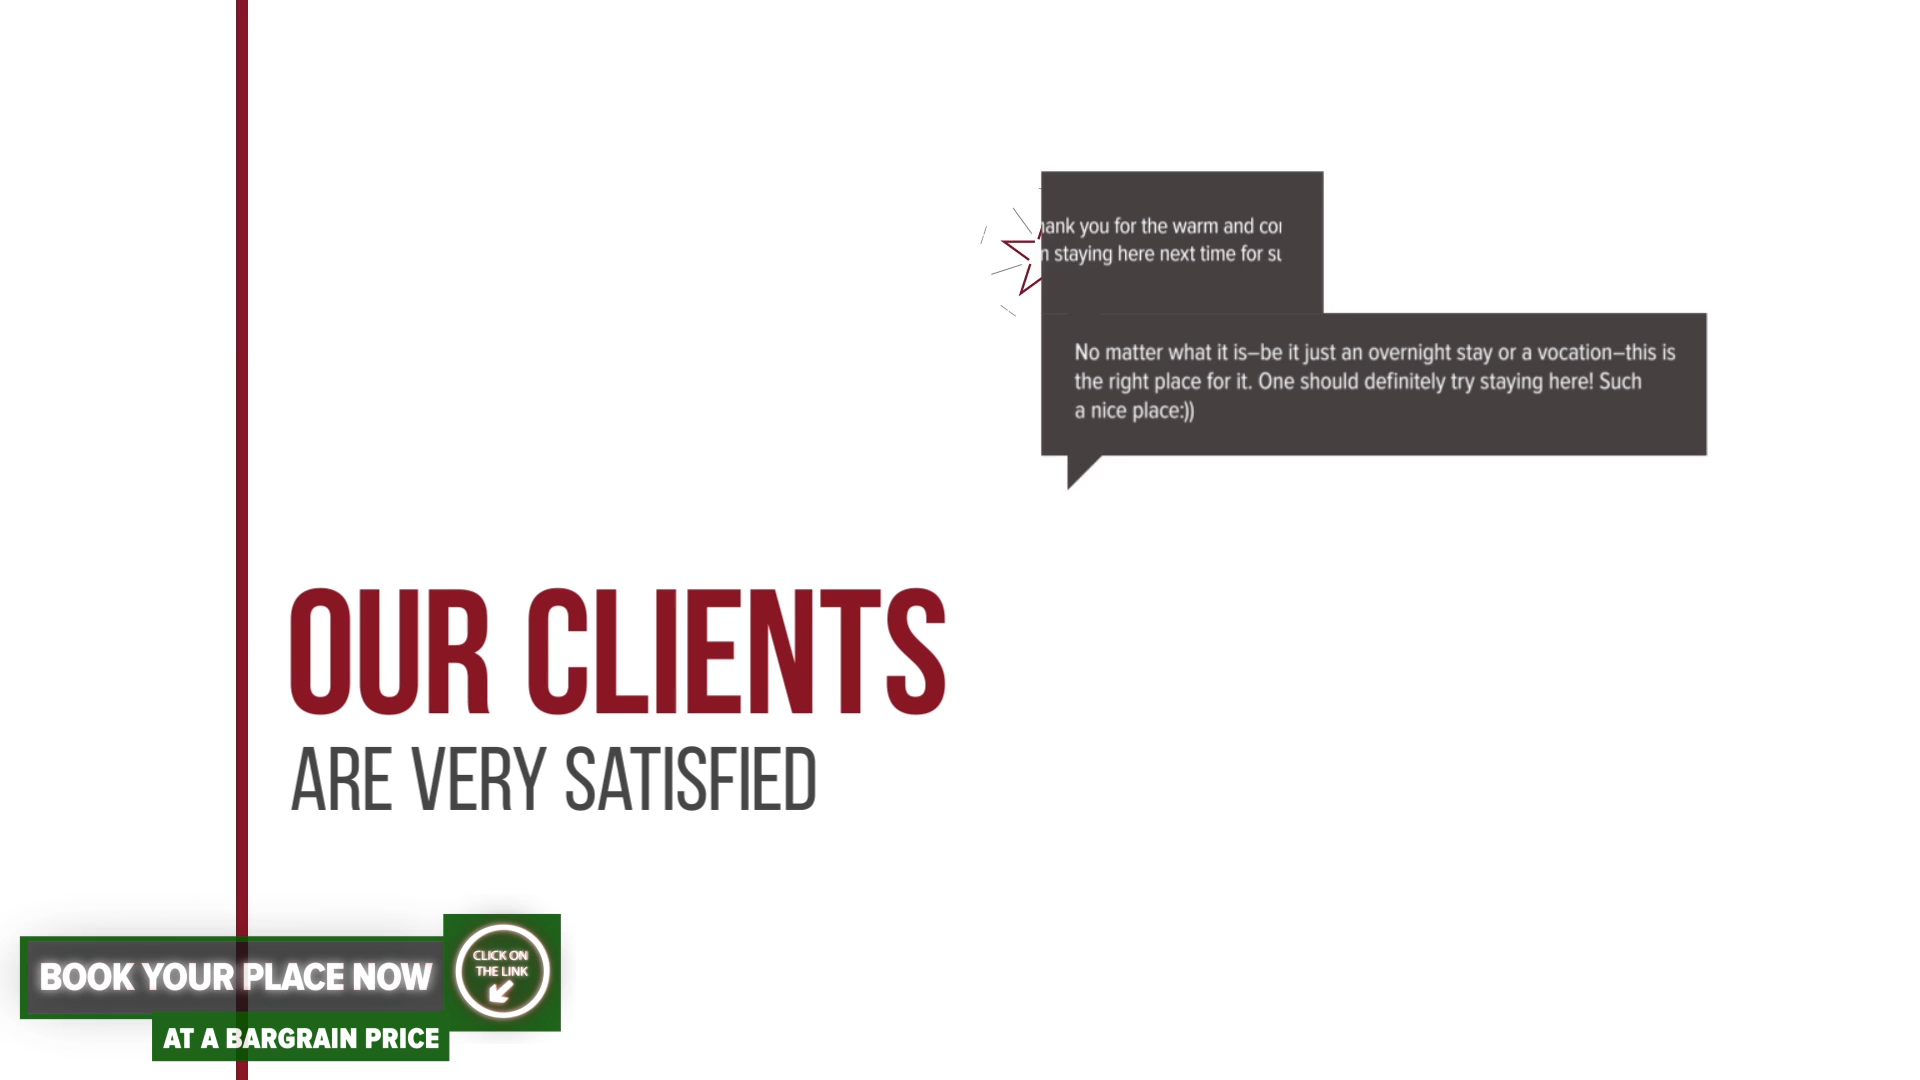 you for the warm and
staying here next time for
No matter what it is–be it just an overnight stay or a vocation–this is
the right place for it. One should definitely try staying here! Such
a nice place:))
OUR CLIENTS
ARE VERY SATISFIED
BOOK YOUR PLACE NOW
CLICK ON
THE LINK
AT A BARGRAIN PRICE